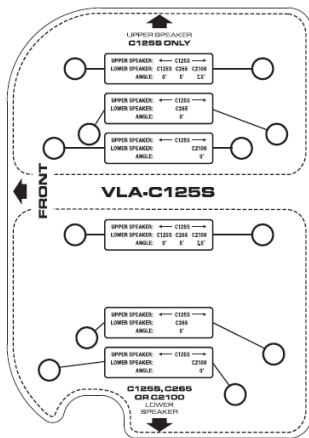 UPPER SPEAKER
C125S ONLY
UPPER SPEAKER: ← C125S →
LOWER SPEAKER: C125S C265 C2100
ANGLE: 0° 5° 7.5°
UPPER SPEAKER: ← C125S →
LOWER SPEAKER: C265
ANGLE: 0°
UPPER SPEAKER: ← C125S →
LOWER SPEAKER: C2100
ANGLE: 0°
FRONT
VLA-C125S
UPPER SPEAKER: ← C125S →
LOWER SPEAKER: C125S C265 C2100
ANGLE: 0° 5° 7.5°
UPPER SPEAKER: ← C125S →
LOWER SPEAKER: C265
ANGLE: 0°
UPPER SPEAKER: ← C125S →
LOWER SPEAKER: C2100
ANGLE: 0°
C125S, C265
OR C2100
LOWER
SPEAKER